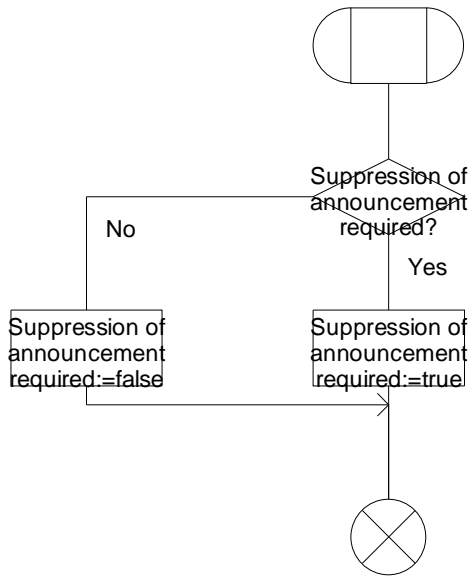 Suppression of
announcement
required?
No
Yes
Suppression of
announcement
required:=false
Suppression of
announcement
required:=true